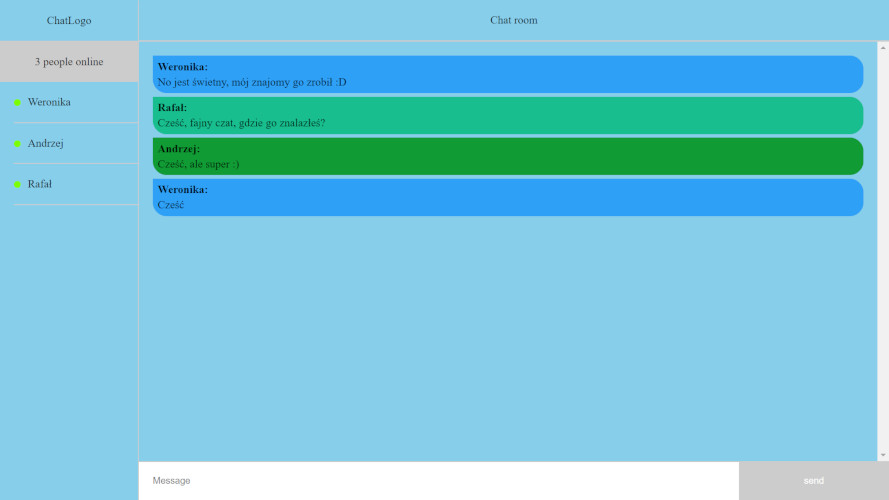 ChatLogo
Chat room
3 people online
Weronika
Andrzej
Rafał
Weronika:
No jest świetny, mój znajomy go zrobił :D
Rafał:
Cześć, fajny czat, gdzie go znalazłeś?
Andrzej:
Cześć, ale super :)
Weronika:
Cześć
Message
send